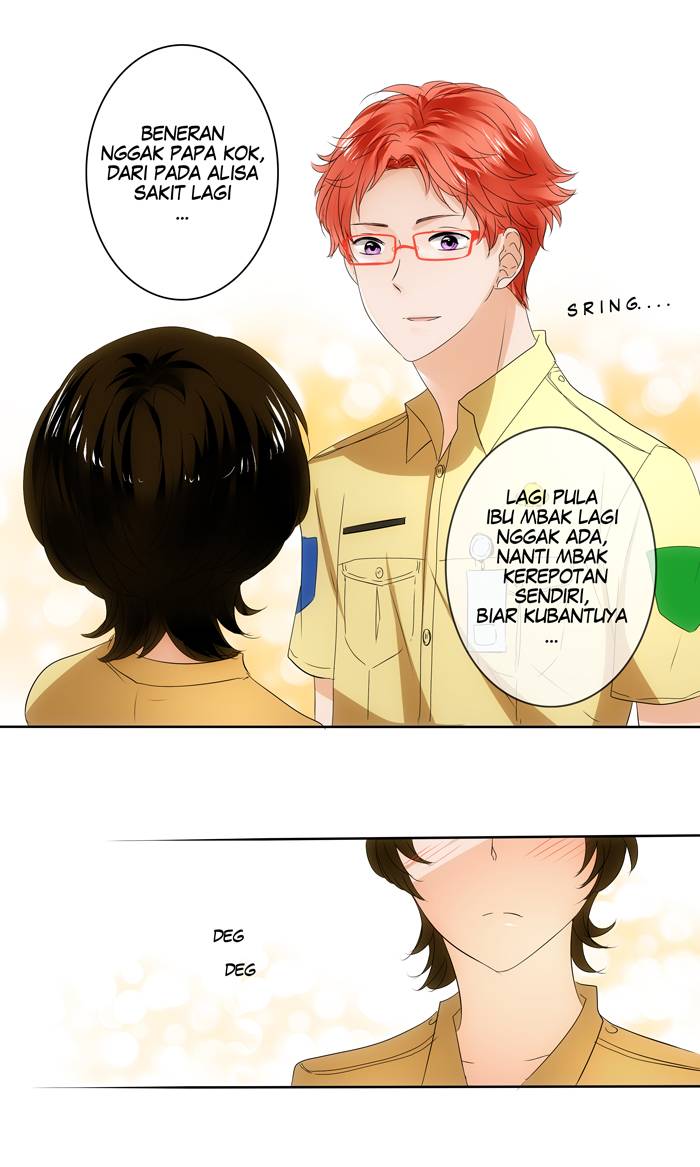 BENERAN
NGGAK PAPA KOK,
DARI PADA ALISA
SAKIT LAGI
...
SRING....
LAGI PULA
IBU MBAK LAGI
NGGAK ADA,
NANTI MBAK
KEREPOTAN
SENDIRI,
BIAR KUBANTUYA
...
DEG
DEG